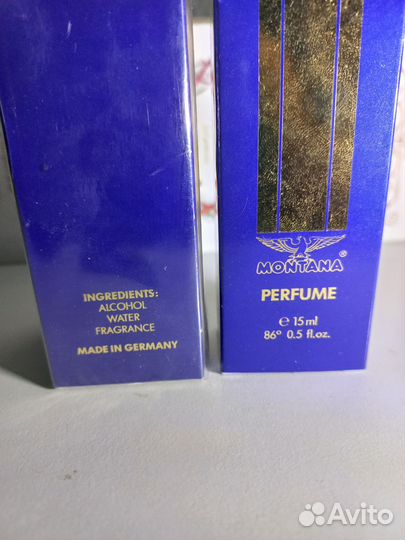 INGREDIENTS:
ALCOHOL
WATER
FRAGRANCE
MADE IN GERMANY
MONTANA®
PERFUME
℮ 15 ml
86° 0.5 fl.oz.
Avito